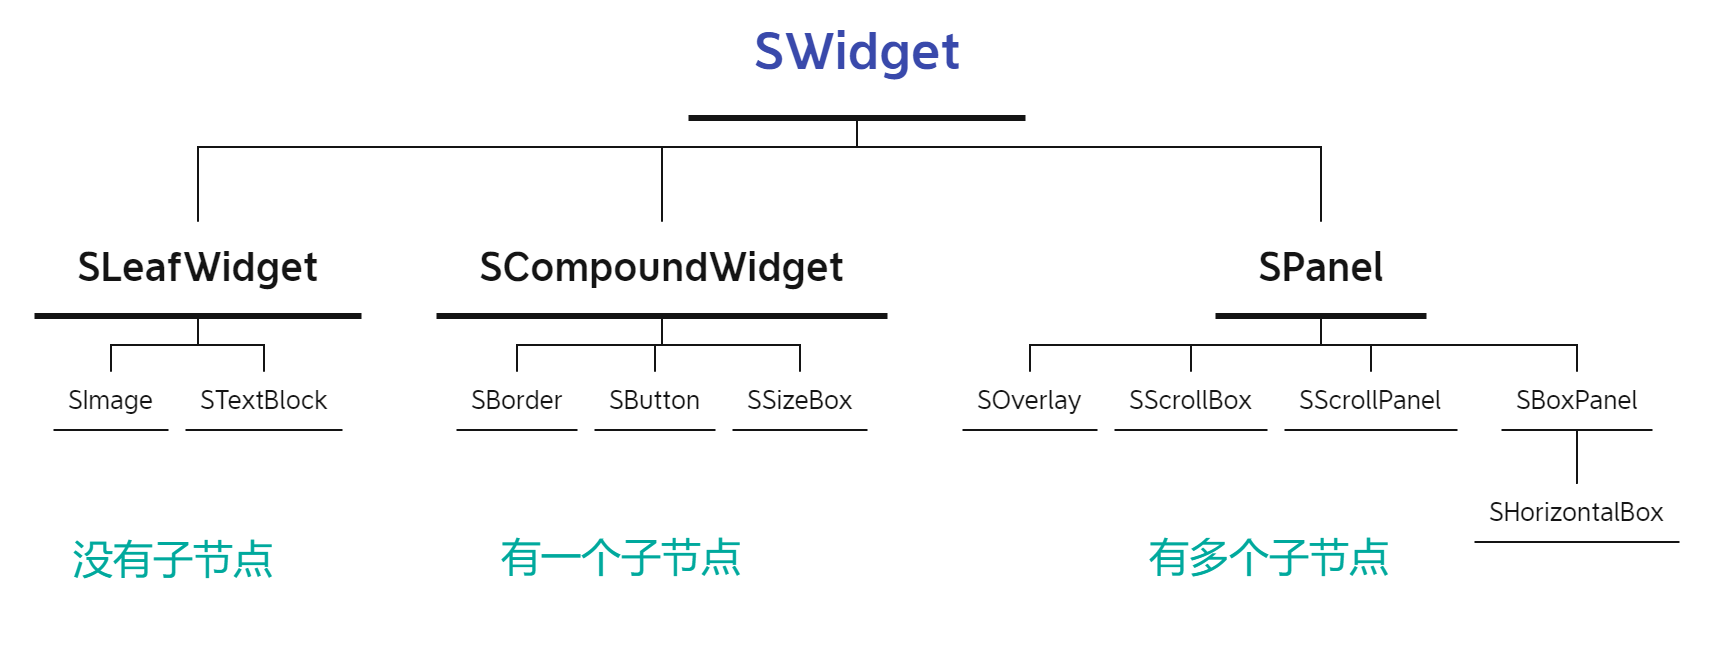 SWidget
SLeafWidget
SCompoundWidget
SPanel
SImage
STextBlock
SBorder
SButton
SSizeBox
SOverlay
SScrollBox
SScrollPanel
SBoxPanel
SHorizontalBox
没有子节点
有一个子节点
有多个子节点